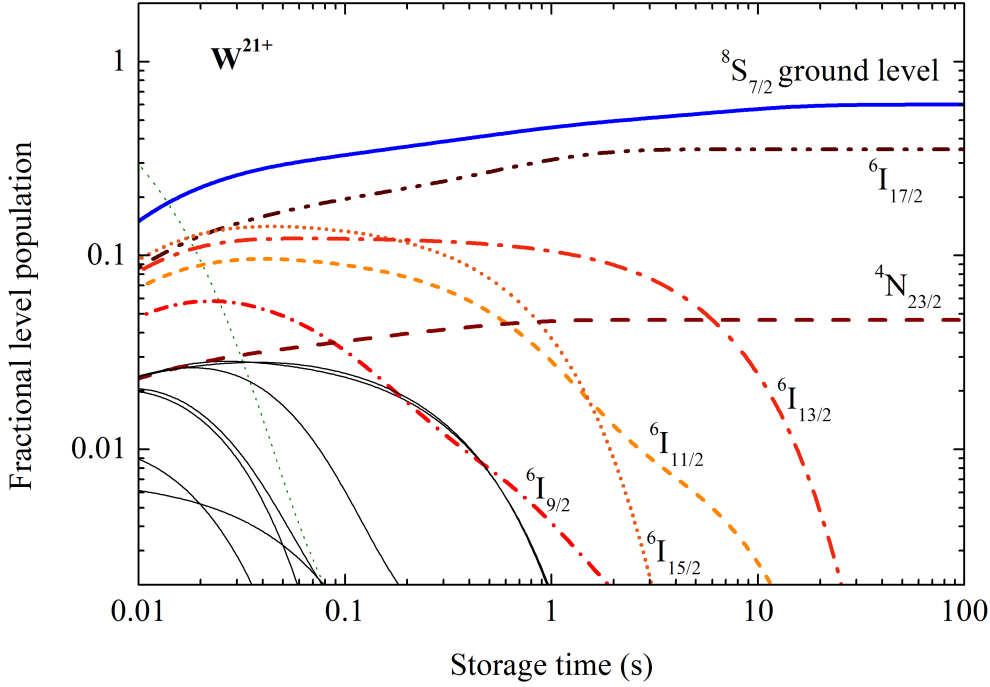 W²¹⁺
⁸S₇/₂ ground level
⁶I₁₇/₂
⁴N₂₃/₂
⁶I₁₃/₂
⁶I₁₁/₂
⁶I₉/₂
⁶I₁₅/₂
1
0.1
0.01
Fractional level population
0.01 0.1 1 10 100
Storage time (s)